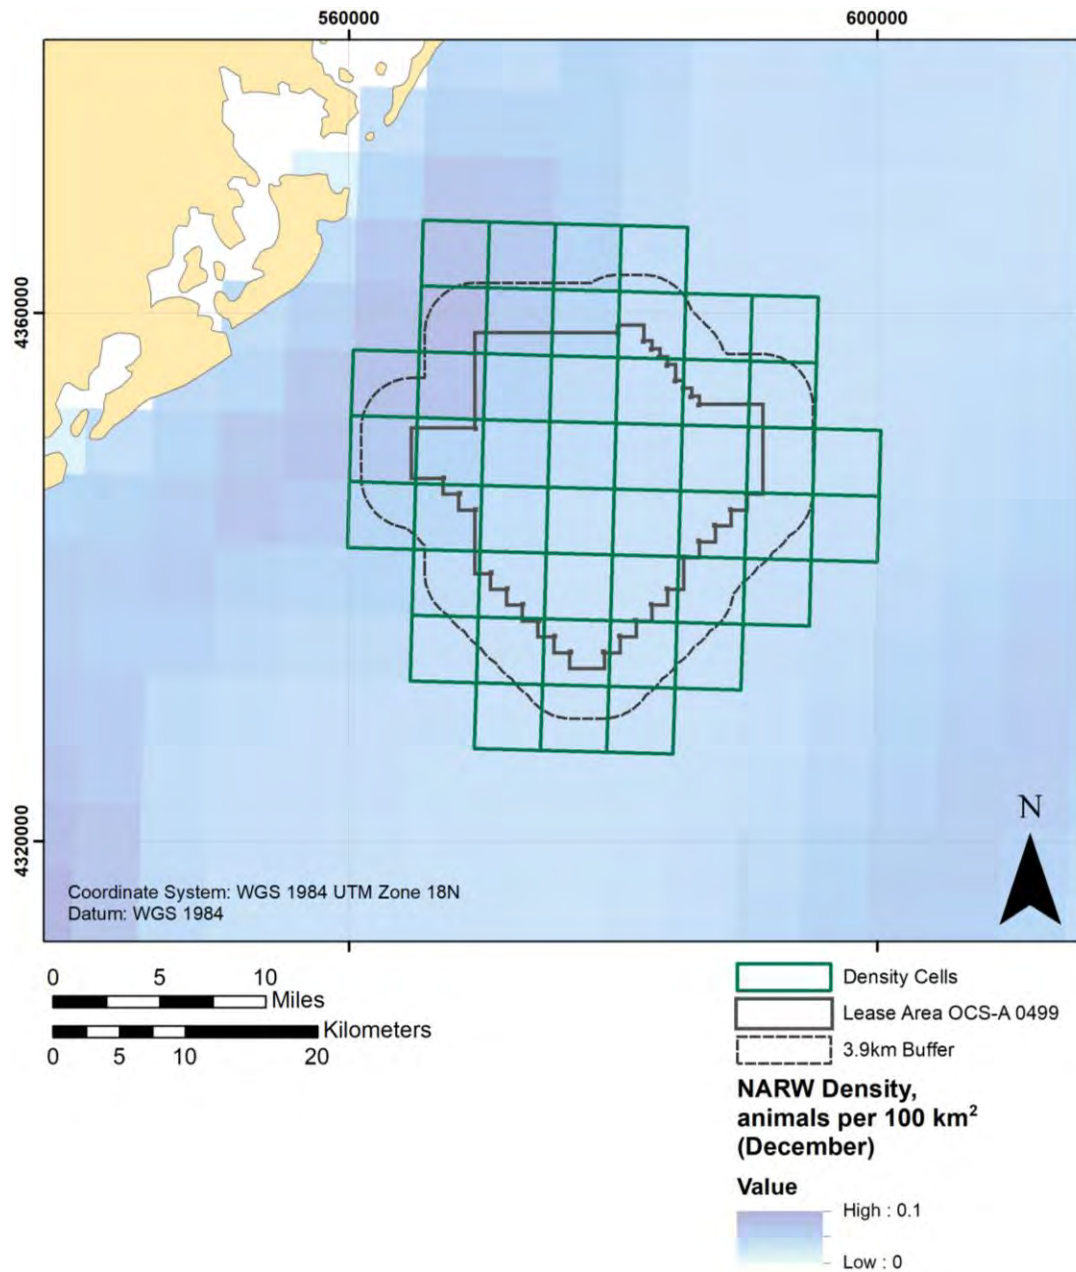 560000
600000
4360000
4320000
N
Coordinate System: WGS 1984 UTM Zone 18N
Datum: WGS 1984
0 5 10
Miles
Kilometers
0 5 10 20
Density Cells
Lease Area OCS-A 0499
3.9km Buffer
NARW Density,
animals per 100 km²
(December)
Value
High : 0.1
Low : 0